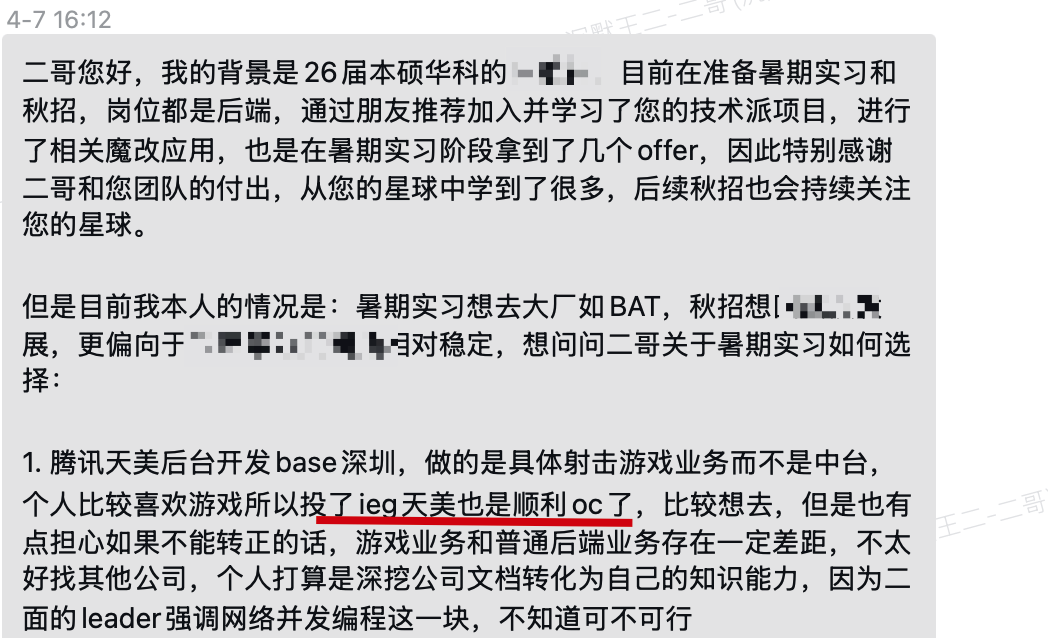 4-7 16:12
沉默王二-二哥
二哥您好，我的背景是26届本硕华科的 目前在准备暑期实习和
秋招，岗位都是后端，通过朋友推荐加入并学习了您的技术派项目，进行
了相关魔改应用，也是在暑期实习阶段拿到了几个offer，因此特别感谢
二哥和您团队的付出，从您的星球中学到了很多，后续秋招也会持续关注
您的星球。
但是目前我本人的情况是：暑期实习想去大厂如BAT，秋招想
展，更偏向于 相对稳定，想问问二哥关于暑期实习如何选
择：
1. 腾讯天美后台开发base深圳，做的是具体射击游戏业务而不是中台，
个人比较喜欢游戏所以投了ieg天美也是顺利oc了，比较想去，但是也有
王二-二哥
点担心如果不能转正的话，游戏业务和普通后端业务存在一定差距，不太
好找其他公司，个人打算是深挖公司文档转化为自己的知识能力，因为二
面的leader强调网络并发编程这一块，不知道可不可行